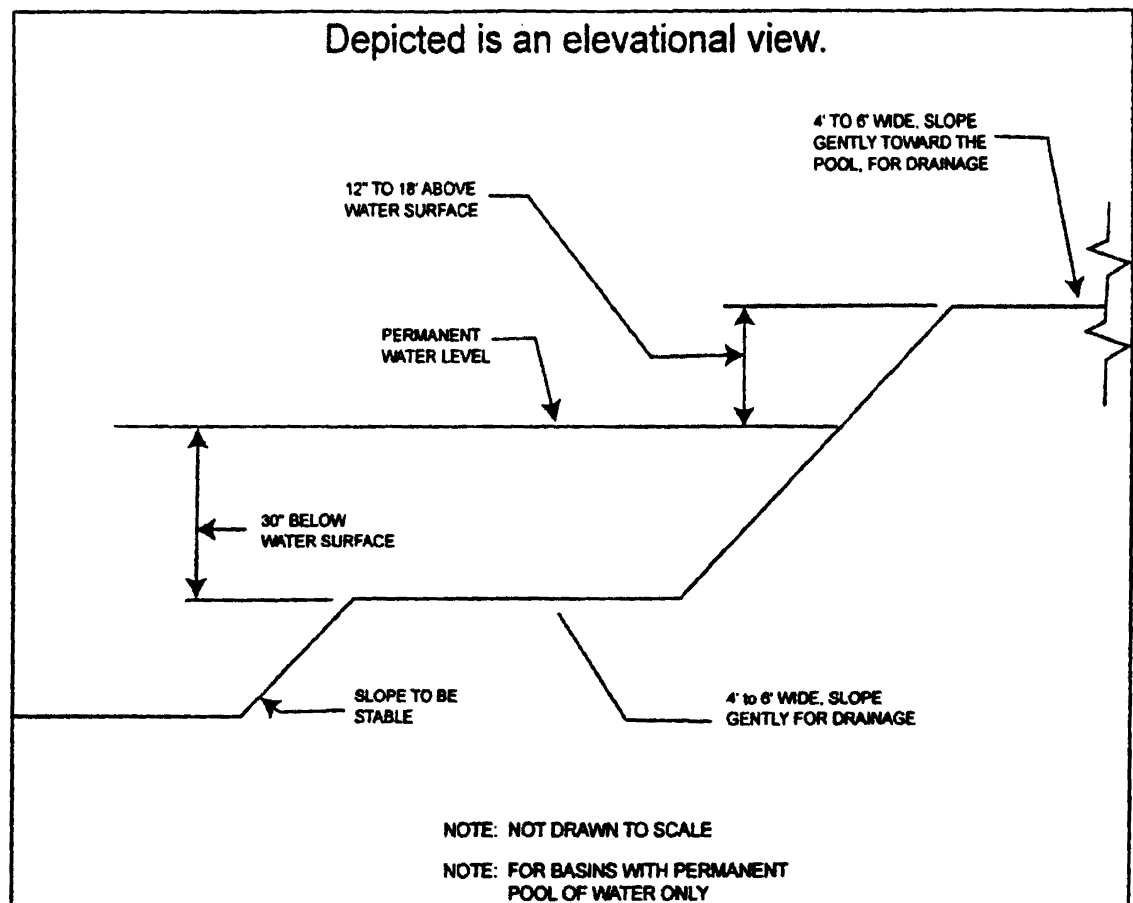 Depicted is an elevational view.
4' TO 6' WIDE, SLOPE
GENTLY TOWARD THE
POOL, FOR DRAINAGE
12" TO 18' ABOVE
WATER SURFACE
PERMANENT
WATER LEVEL
30" BELOW
WATER SURFACE
SLOPE TO BE
STABLE
4' to 6' WIDE, SLOPE
GENTLY FOR DRAINAGE
NOTE: NOT DRAWN TO SCALE
NOTE: FOR BASINS WITH PERMANENT
POOL OF WATER ONLY